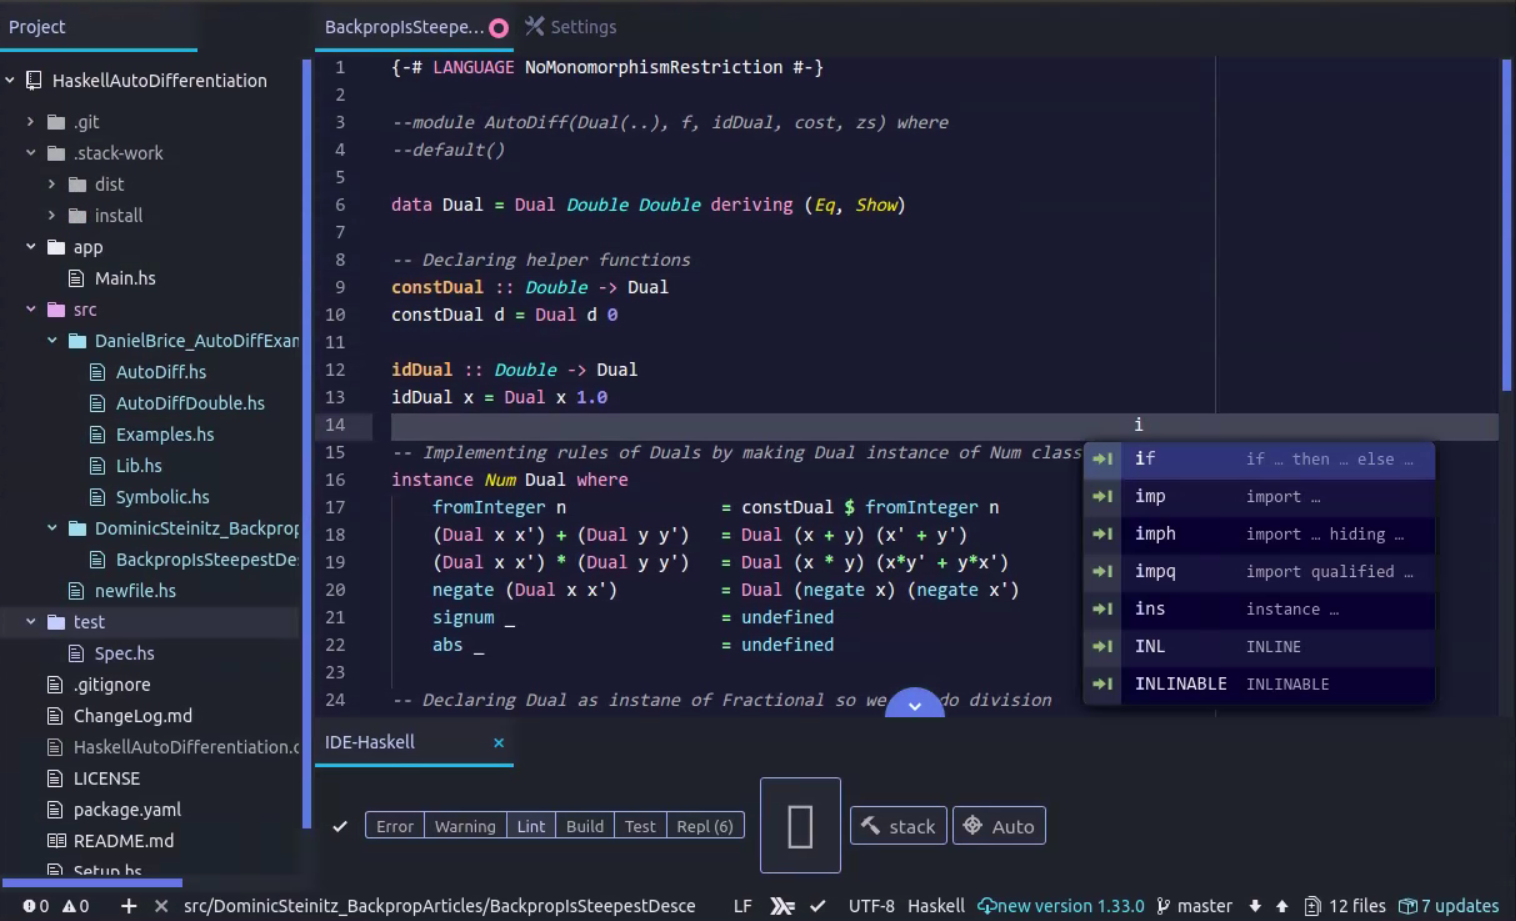 Project
HaskellAutoDifferentiation
.git
.stack-work
dist
install
app
Main.hs
src
DanielBrice_AutoDiffExar
AutoDiff.hs
AutoDiffDouble.hs
Examples.hs
Lib.hs
Symbolic.hs
DominicSteinitz_Backprop
BackpropIsSteepestDes
newfile.hs
test
Spec.hs
.gitignore
ChangeLog.md
HaskellAutoDifferentiation.c
LICENSE
package.yaml
README.md
Setup.hs
BackpropIsSteepe... Settings
1 {-# LANGUAGE NoMonomorphismRestriction #-}
2
3 --module AutoDiff(Dual(..), f, idDual, cost, zs) where
4 --default()
5
6 data Dual = Dual Double Double deriving (Eq, Show)
7
8 -- Declaring helper functions
9 constDual :: Double -> Dual
10 constDual d = Dual d 0
11
12 idDual :: Double -> Dual
13 idDual x = Dual x 1.0
14 i
15 -- Implementing rules of Duals by making Dual instance of Num class
16 instance Num Dual where
17 fromInteger n = constDual $ fromInteger n
18 (Dual x x') + (Dual y y') = Dual (x + y) (x' + y')
19 (Dual x x') * (Dual y y') = Dual (x * y) (x*y' + y*x')
20 negate (Dual x x') = Dual (negate x) (negate x')
21 signum _ = undefined
22 abs _ = undefined
23
24 -- Declaring Dual as instane of Fractional so we do division
if if … then … else …
imp import …
imph import … hiding …
impq import qualified …
ins instance …
INL INLINE
INLINABLE INLINABLE
IDE-Haskell ×
Error Warning Lint Build Test Repl (6) stack Auto
0 0 + × src/DominicSteinitz_BackpropArticles/BackpropIsSteepestDesce LF UTF-8 Haskell new version 1.33.0 master 12 files 7 updates